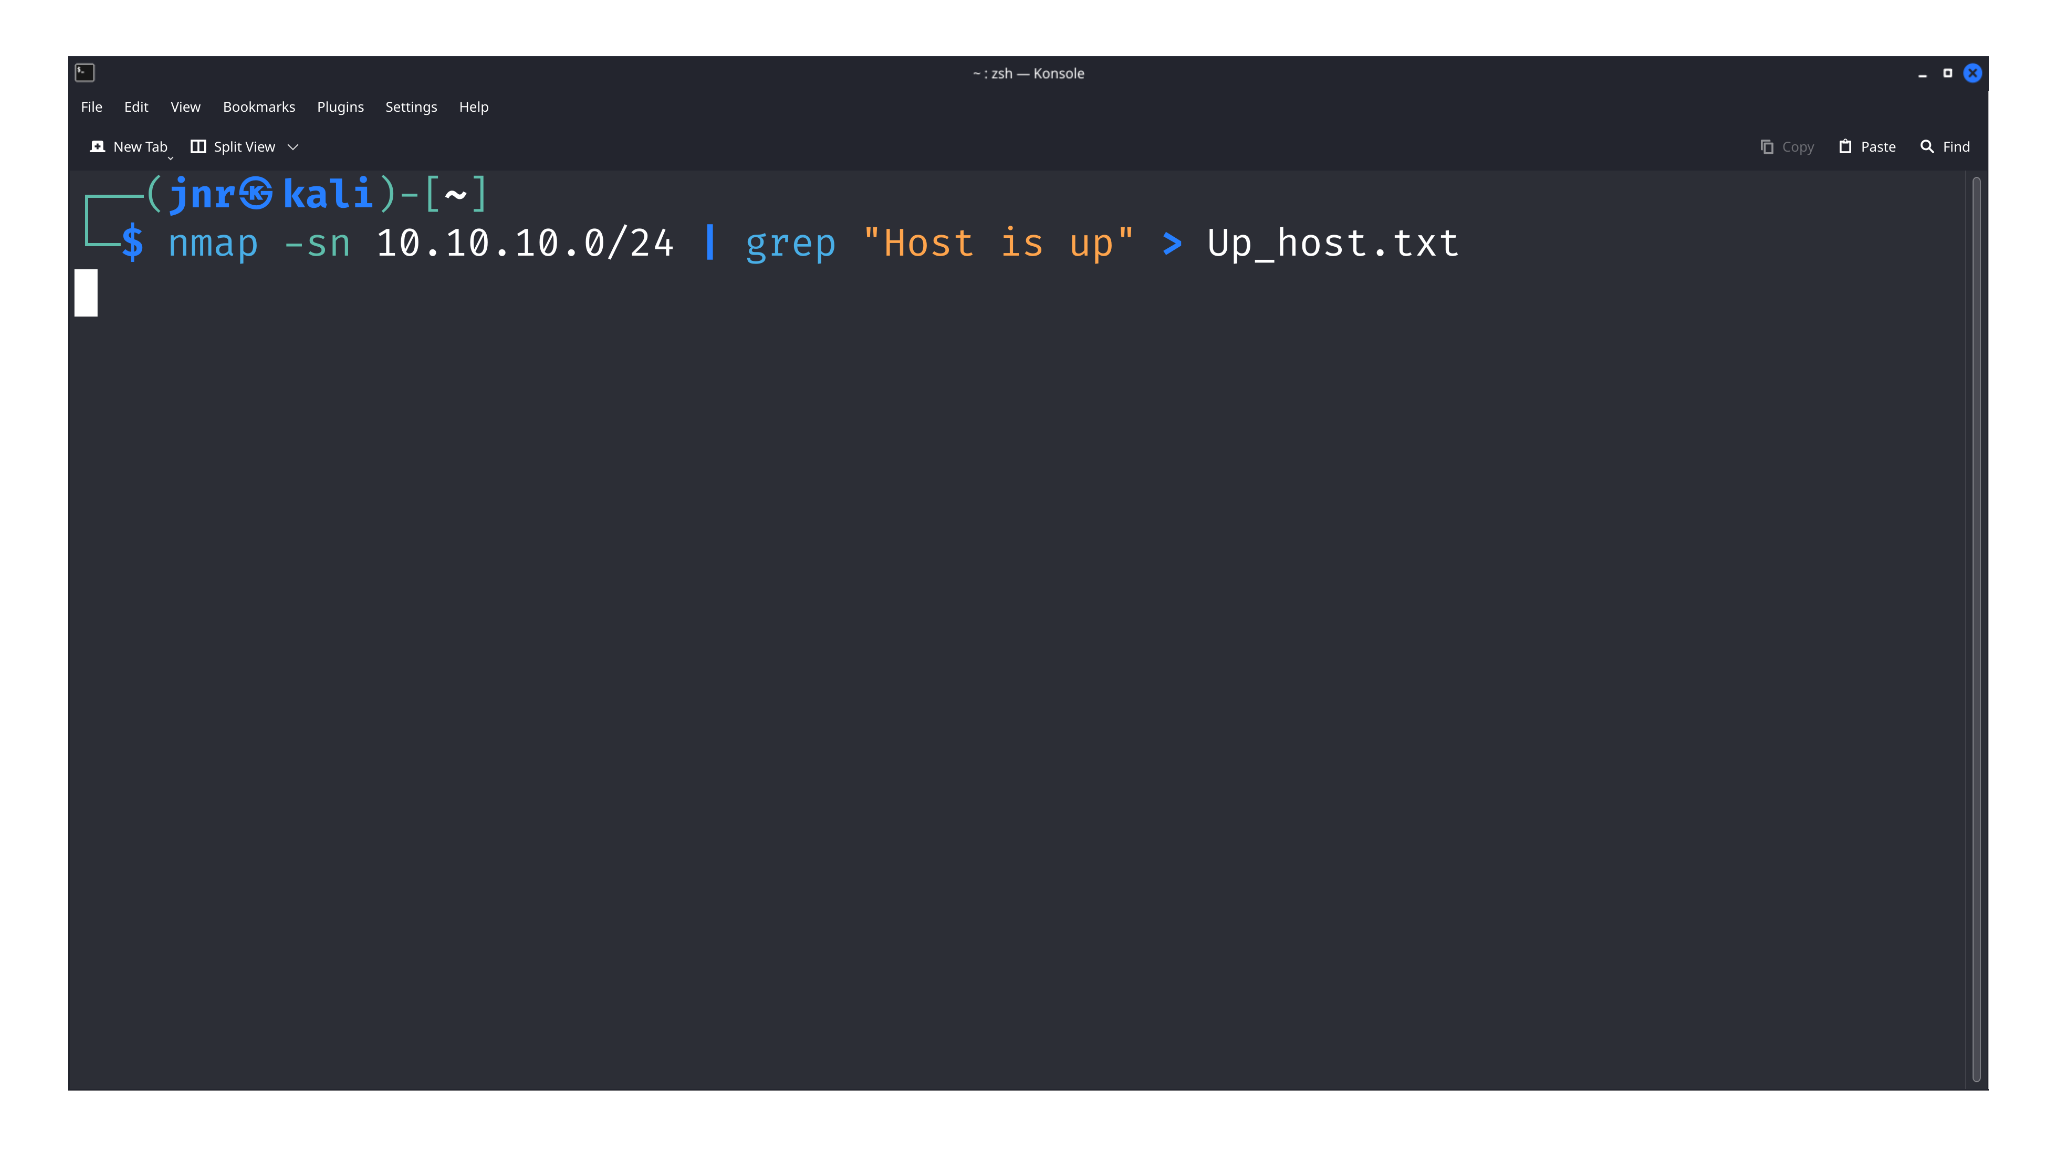 ~ : zsh — Konsole
File Edit View Bookmarks Plugins Settings Help
New Tab Split View Copy Paste Find
┌──(jnr㉿kali)-[~]
└─$ nmap -sn 10.10.10.0/24 | grep "Host is up" > Up_host.txt